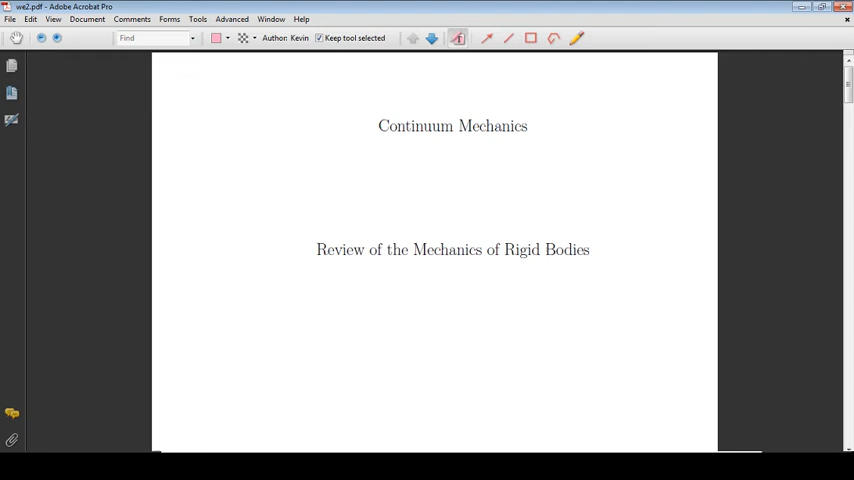 we2.pdf - Adobe Acrobat Pro
File Edit View Document Comments Forms Tools Advanced Window Help
Find Author: Kevin Keep tool selected
Continuum Mechanics
Review of the Mechanics of Rigid Bodies